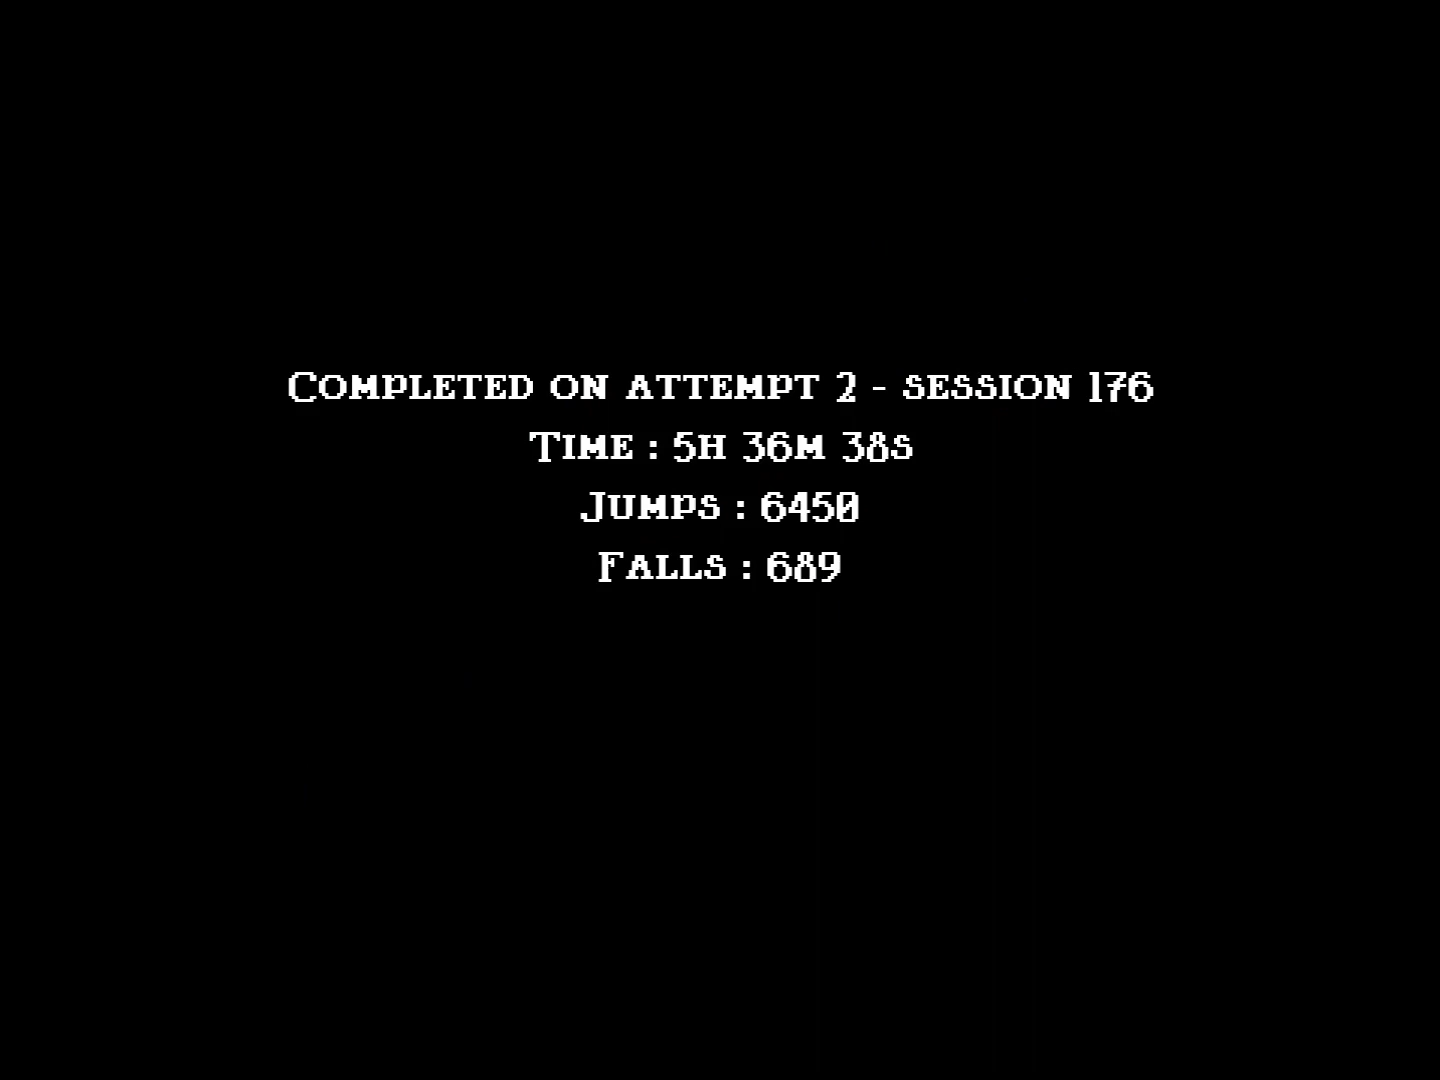 Completed on attempt 2 - session 176
Time : 5h 36m 38s
Jumps : 6450
Falls : 689